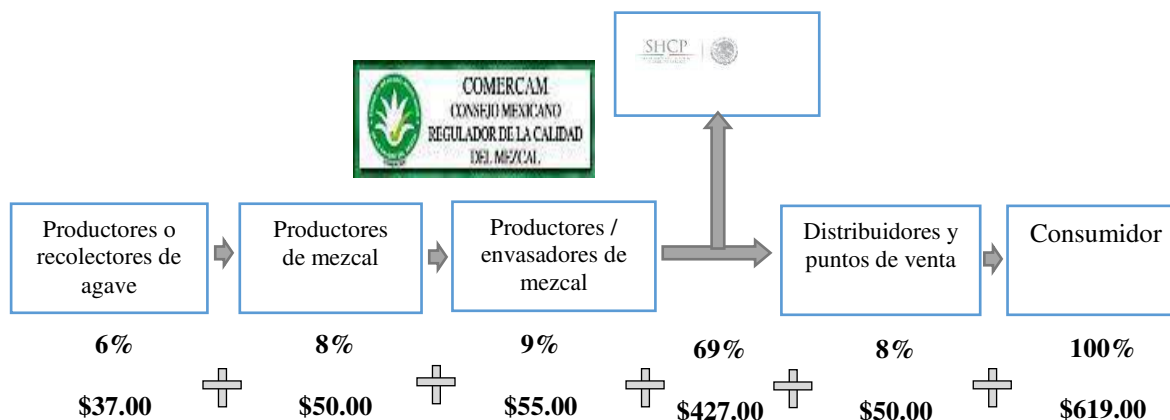 SHCP
COMERCAM
CONSEJO MEXICANO
REGULADOR DE LA CALIDAD
DEL MEZCAL
Productores o
recolectores de
agave
Productores
de mezcal
Productores /
envasadores de
mezcal
Distribuidores y
puntos de venta
Consumidor
6%
8%
9%
69%
8%
100%
$37.00
$50.00
$55.00
$427.00
$50.00
$619.00